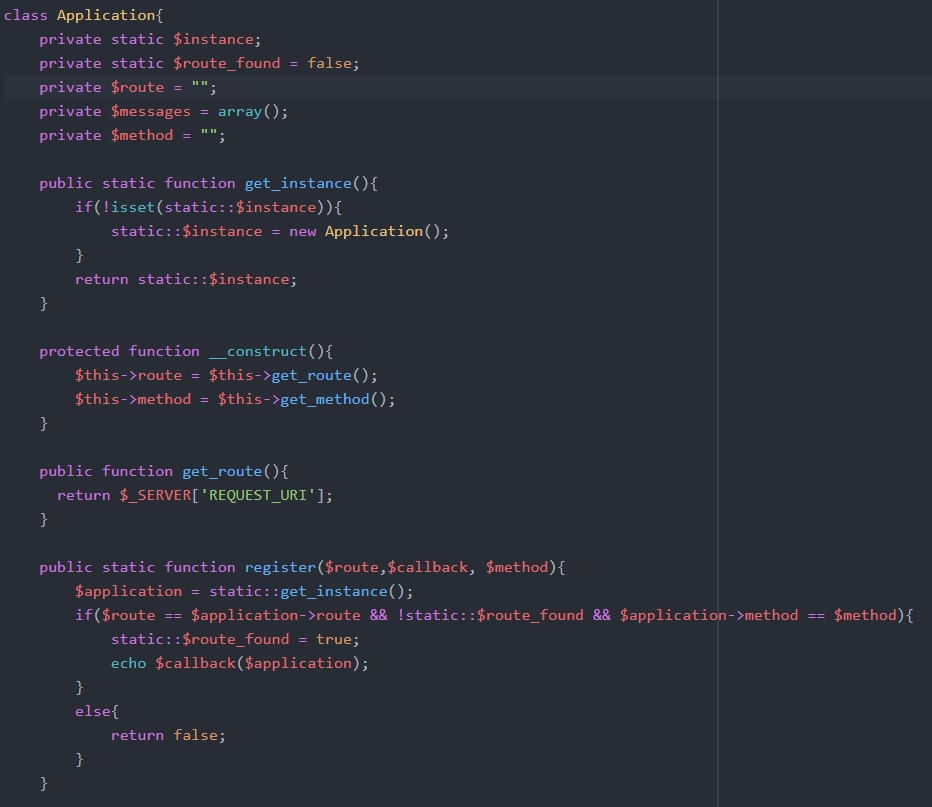 class Application{
    private static $instance;
    private static $route_found = false;
    private $route = "";
    private $messages = array();
    private $method = "";

    public static function get_instance(){
        if(!isset(static::$instance)){
            static::$instance = new Application();
        }
        return static::$instance;
    }

    protected function __construct(){
        $this->route = $this->get_route();
        $this->method = $this->get_method();
    }

    public function get_route(){
      return $_SERVER['REQUEST_URI'];
    }

    public static function register($route,$callback, $method){
        $application = static::get_instance();
        if($route == $application->route && !static::$route_found && $application->method == $method){
            static::$route_found = true;
            echo $callback($application);
        }
        else{
            return false;
        }
    }